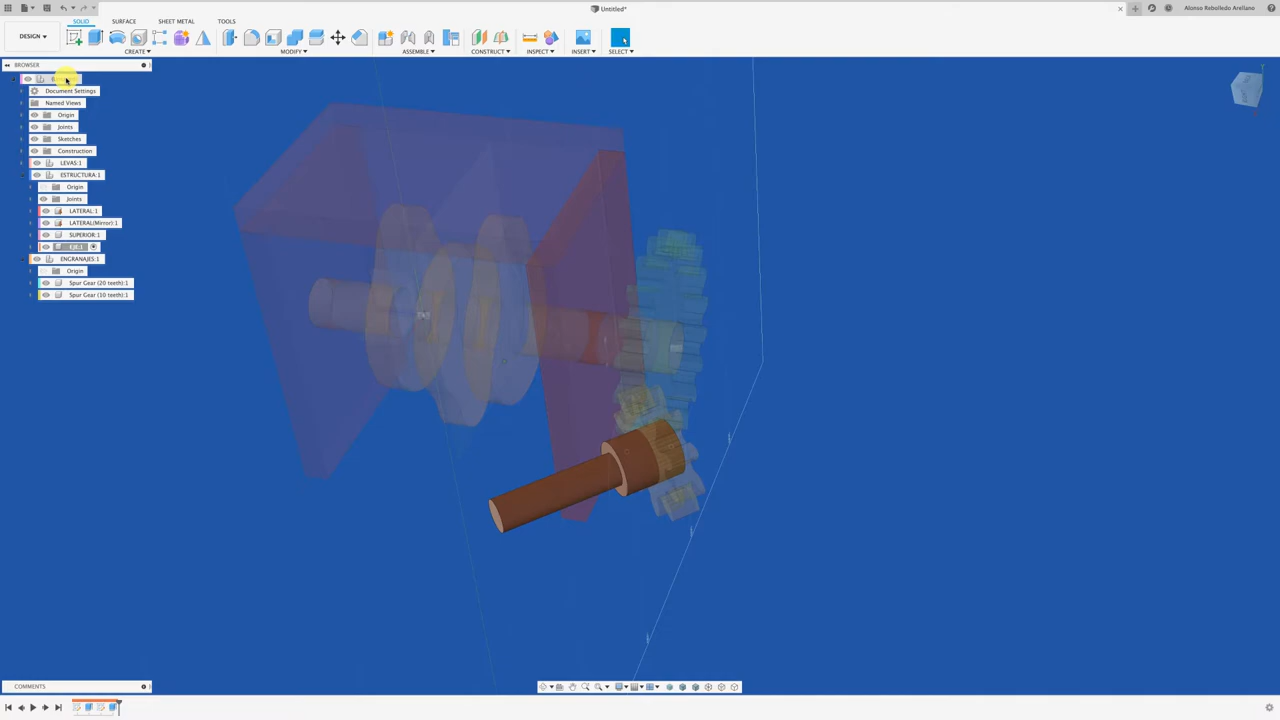 Untitled*
Alonso Rebolledo Arellano
DESIGN
SOLID SURFACE SHEET METAL TOOLS
CREATE MODIFY ASSEMBLE CONSTRUCT INSPECT INSERT SELECT
BROWSER
Document Settings
Named Views
Origin
Joints
Sketches
Construction
LEVAS:1
ESTRUCTURA:1
Origin
Joints
LATERAL:1
LATERAL(Mirror):1
SUPERIOR:1
ENGRANAJES:1
Origin
Spur Gear (20 teeth):1
Spur Gear (10 teeth):1
COMMENTS